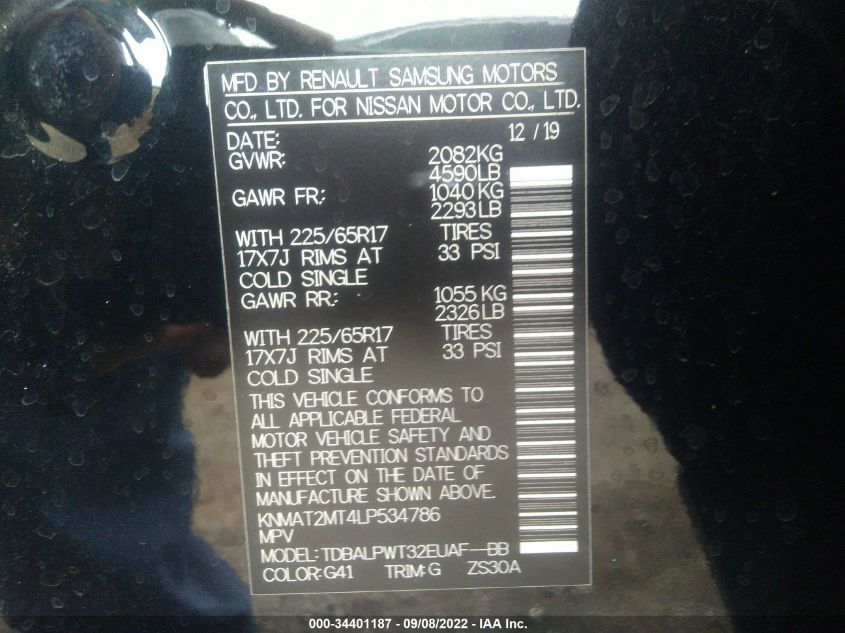 MFD BY RENAULT SAMSUNG MOTORS
CO., LTD. FOR NISSAN MOTOR CO., LTD.
DATE: 12 / 19
GVWR: 2082KG
4590LB
GAWR FR: 1040KG
2293LB
WITH 225/65R17 TIRES
17X7J RIMS AT 33 PSI
COLD SINGLE
GAWR RR: 1055KG
2326LB
WITH 225/65R17 TIRES
17X7J RIMS AT 33 PSI
COLD SINGLE
THIS VEHICLE CONFORMS TO
ALL APPLICABLE FEDERAL
MOTOR VEHICLE SAFETY AND
THEFT PREVENTION STANDARDS
IN EFFECT ON THE DATE OF
MANUFACTURE SHOWN ABOVE.
KNMAT2MT4LP534786
MPV
MODEL: TDBALPWT32EUAF--BB
COLOR: G41 TRIM: G ZS30A
000-34401187 - 09/08/2022 - IAA Inc.